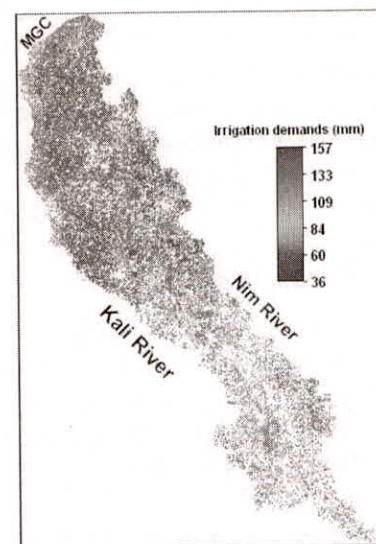 MGC
Irrigation demands (mm)
157
133
109
84
60
36
Nim River
Kali River